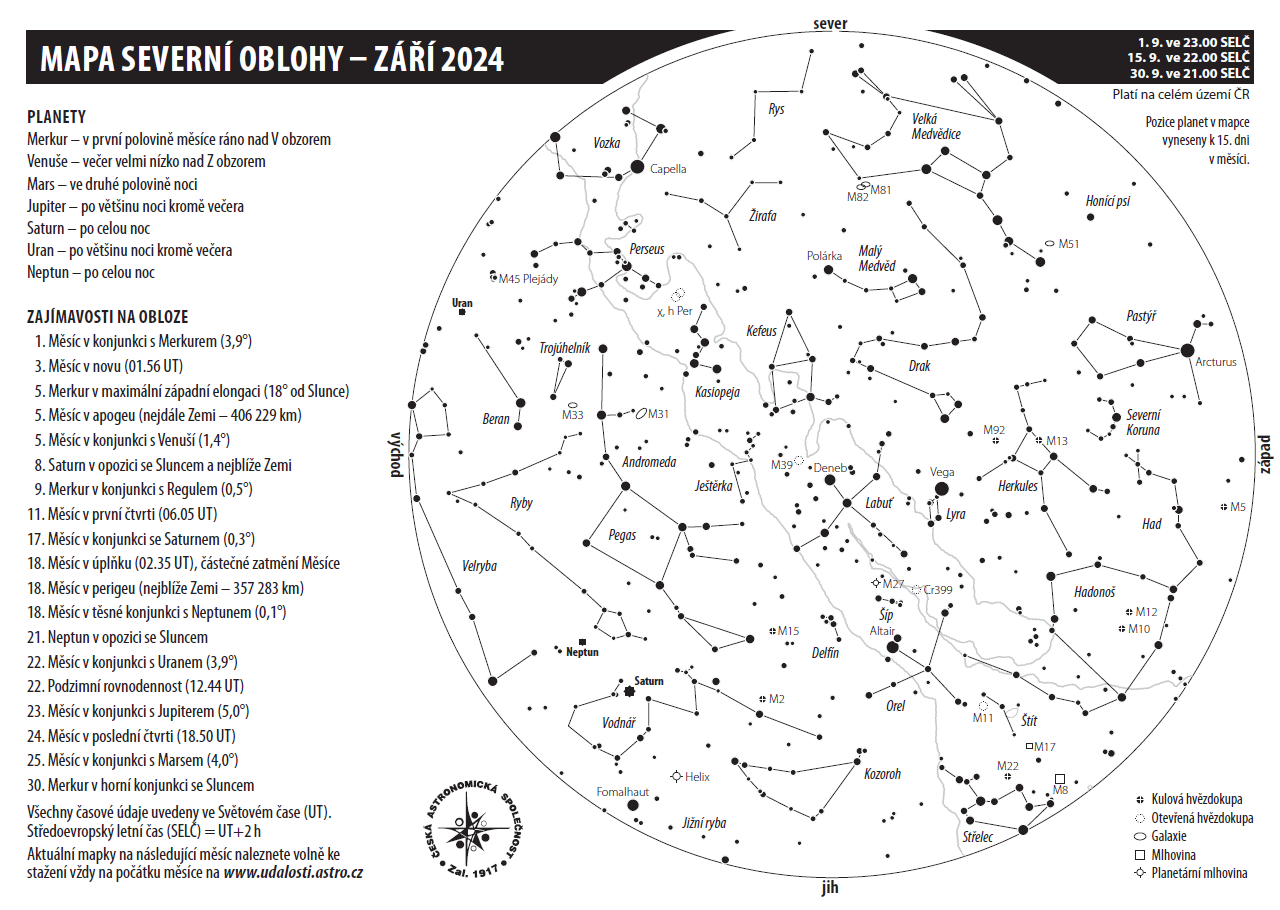 MAPA SEVERNÍ OBLOHY – ZÁŘÍ 2024
1. 9. ve 23.00 SELČ
15. 9. ve 22.00 SELČ
30. 9. ve 21.00 SELČ
Platí na celém území ČR
Pozice planet v mapce
vyneseny k 15. dni
v měsíci.
PLANETY
Merkur – v první polovině měsíce ráno nad V obzorem
Venuše – večer velmi nízko nad Z obzorem
Mars – ve druhé polovině noci
Jupiter – po většinu noci kromě večera
Saturn – po celou noc
Uran – po většinu noci kromě večera
Neptun – po celou noc
ZAJÍMAVOSTI NA OBLOZE
1. Měsíc v konjunkci s Merkurem (3,9°)
3. Měsíc v novu (01.56 UT)
5. Merkur v maximální západní elongaci (18° od Slunce)
5. Měsíc v apogeu (nejdále Zemi – 406 229 km)
5. Měsíc v konjunkci s Venuší (1,4°)
8. Saturn v opozici se Sluncem a nejblíže Zemi
9. Merkur v konjunkci s Regulem (0,5°)
11. Měsíc v první čtvrti (06.05 UT)
17. Měsíc v konjunkci se Saturnem (0,3°)
18. Měsíc v úplňku (02.35 UT), částečné zatmění Měsíce
18. Měsíc v perigeu (nejblíže Zemi – 357 283 km)
18. Měsíc v těsné konjunkci s Neptunem (0,1°)
21. Neptun v opozici se Sluncem
22. Měsíc v konjunkci s Uranem (3,9°)
22. Podzimní rovnodennost (12.44 UT)
23. Měsíc v konjunkci s Jupiterem (5,0°)
24. Měsíc v poslední čtvrti (18.50 UT)
25. Měsíc v konjunkci s Marsem (4,0°)
30. Merkur v horní konjunkci se Sluncem
Všechny časové údaje uvedeny ve Světovém čase (UT).
Středoevropský letní čas (SELČ) = UT+2 h
Aktuální mapky na následující měsíc naleznete volně ke
stažení vždy na počátku měsíce na www.udalosti.astro.cz
ČESKÁ ASTRONOMICKÁ SPOLEČNOST
Zal. 1917
sever
Rys
Vozka
Capella
Velká
Medvědice
M81
M82
Honící psi
Žirafa
M51
Perseus
Polárka
Malý
Medvěd
M45 Plejády
Uran
χ, h Per
Kefeus
Pastýř
Trojúhelník
Drak
Arcturus
Kasiopeja
Beran
M33
M31
Severní
Koruna
M92
M13
východ
západ
Andromeda
M39
Deneb
Vega
Ještěrka
Herkules
Ryby
Labuť
Lyra
M5
Had
Pegas
Velryba
M27
Cr399
Hadonoš
Šíp
M12
M15
Altair
M10
Neptun
Delfín
Saturn
M2
Orel
M11
Vodnář
Štít
M17
Helix
Kozoroh
M22
Fomalhaut
M8
Jižní ryba
Střelec
jih
Kulová hvězdokupa
Otevřená hvězdokupa
Galaxie
Mlhovina
Planetární mlhovina